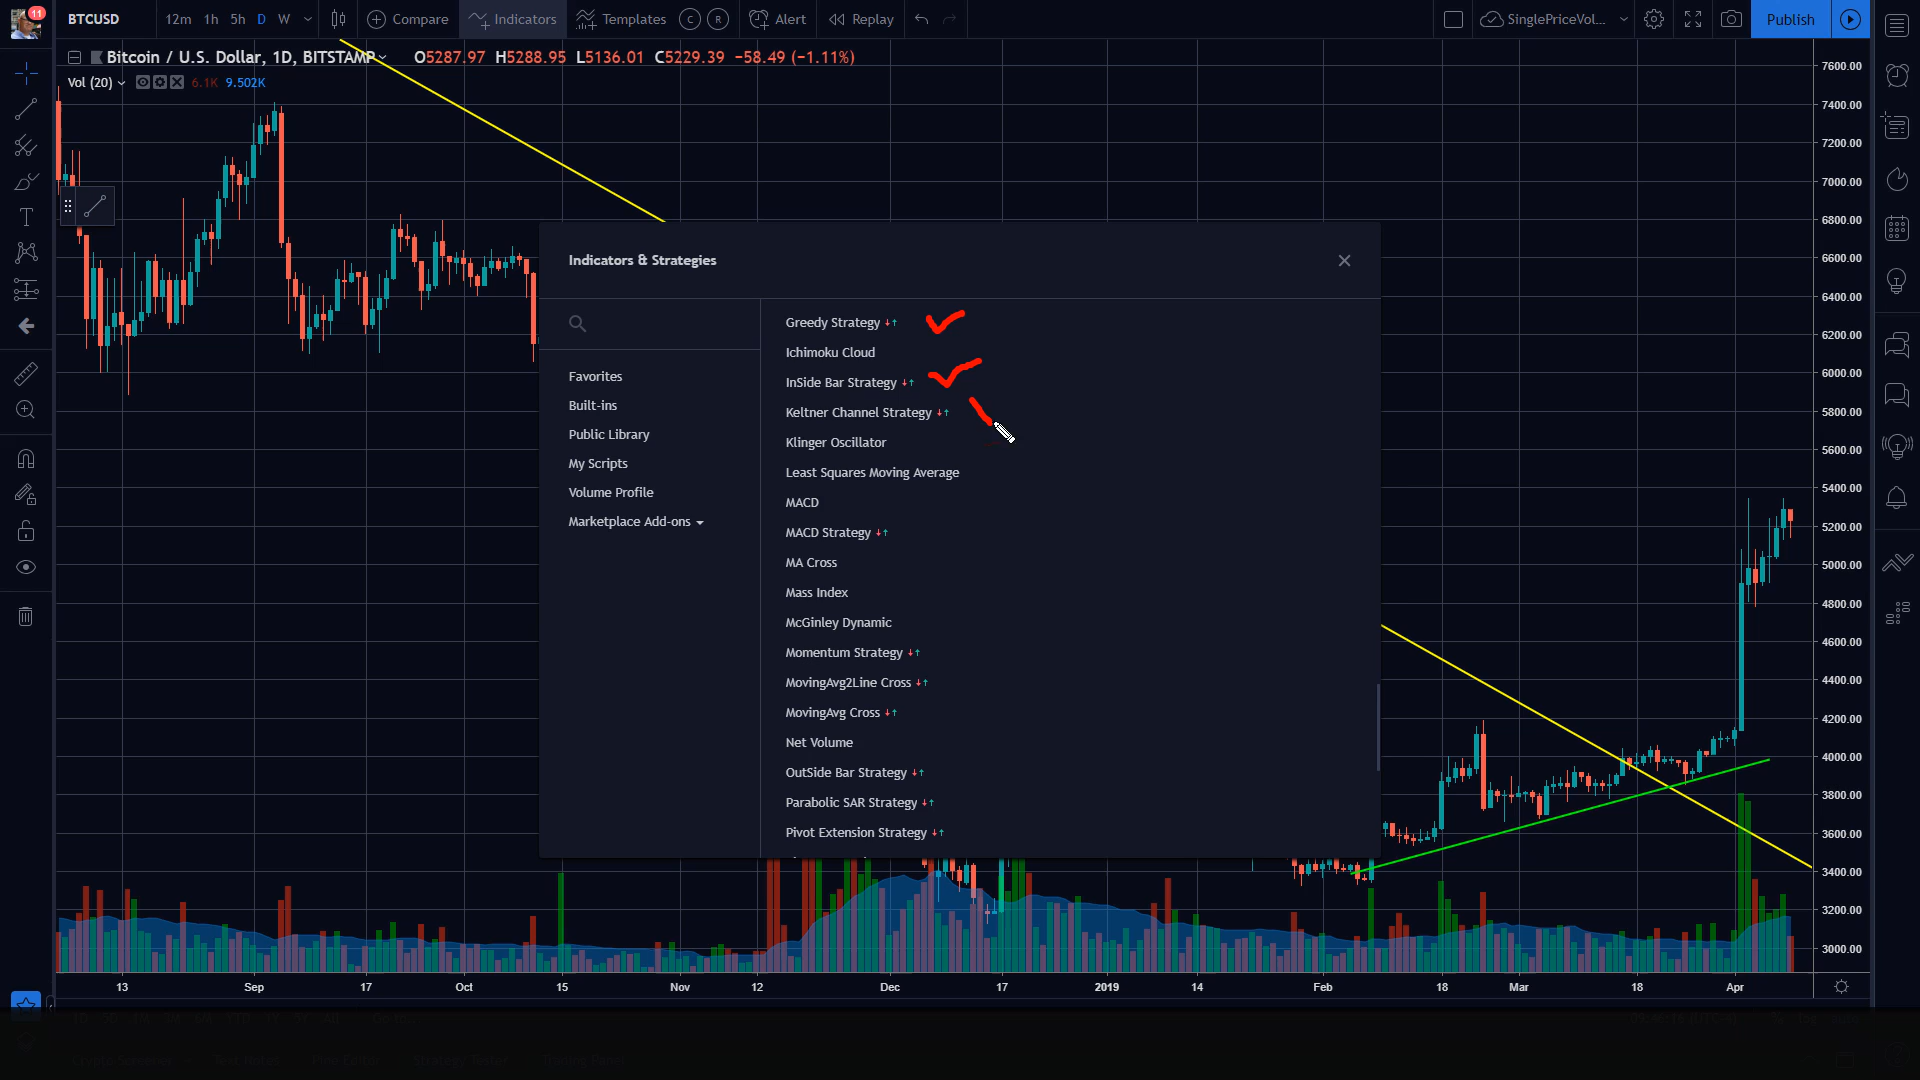 11
BTCUSD 12m 1h 5h D W Compare Indicators Templates C R Alert Replay SinglePriceVol... Publish
Bitcoin / U.S. Dollar, 1D, BITSTAMP O5287.97 H5288.95 L5136.01 C5229.39 −58.49 (−1.11%)
Vol (20) 6.1K 9.502K
Indicators & Strategies
Favorites
Built-ins
Public Library
My Scripts
Volume Profile
Marketplace Add-ons
Greedy Strategy
Ichimoku Cloud
InSide Bar Strategy
Keltner Channel Strategy
Klinger Oscillator
Least Squares Moving Average
MACD
MACD Strategy
MA Cross
Mass Index
McGinley Dynamic
Momentum Strategy
MovingAvg2Line Cross
MovingAvg Cross
Net Volume
OutSide Bar Strategy
Parabolic SAR Strategy
Pivot Extension Strategy
7600.00
7400.00
7200.00
7000.00
6800.00
6600.00
6400.00
6200.00
6000.00
5800.00
5600.00
5400.00
5200.00
5000.00
4800.00
4600.00
4400.00
4200.00
4000.00
3800.00
3600.00
3400.00
3200.00
3000.00
13 Sep 17 Oct 15 Nov 12 Dec 17 2019 14 Feb 18 Mar 18 Apr